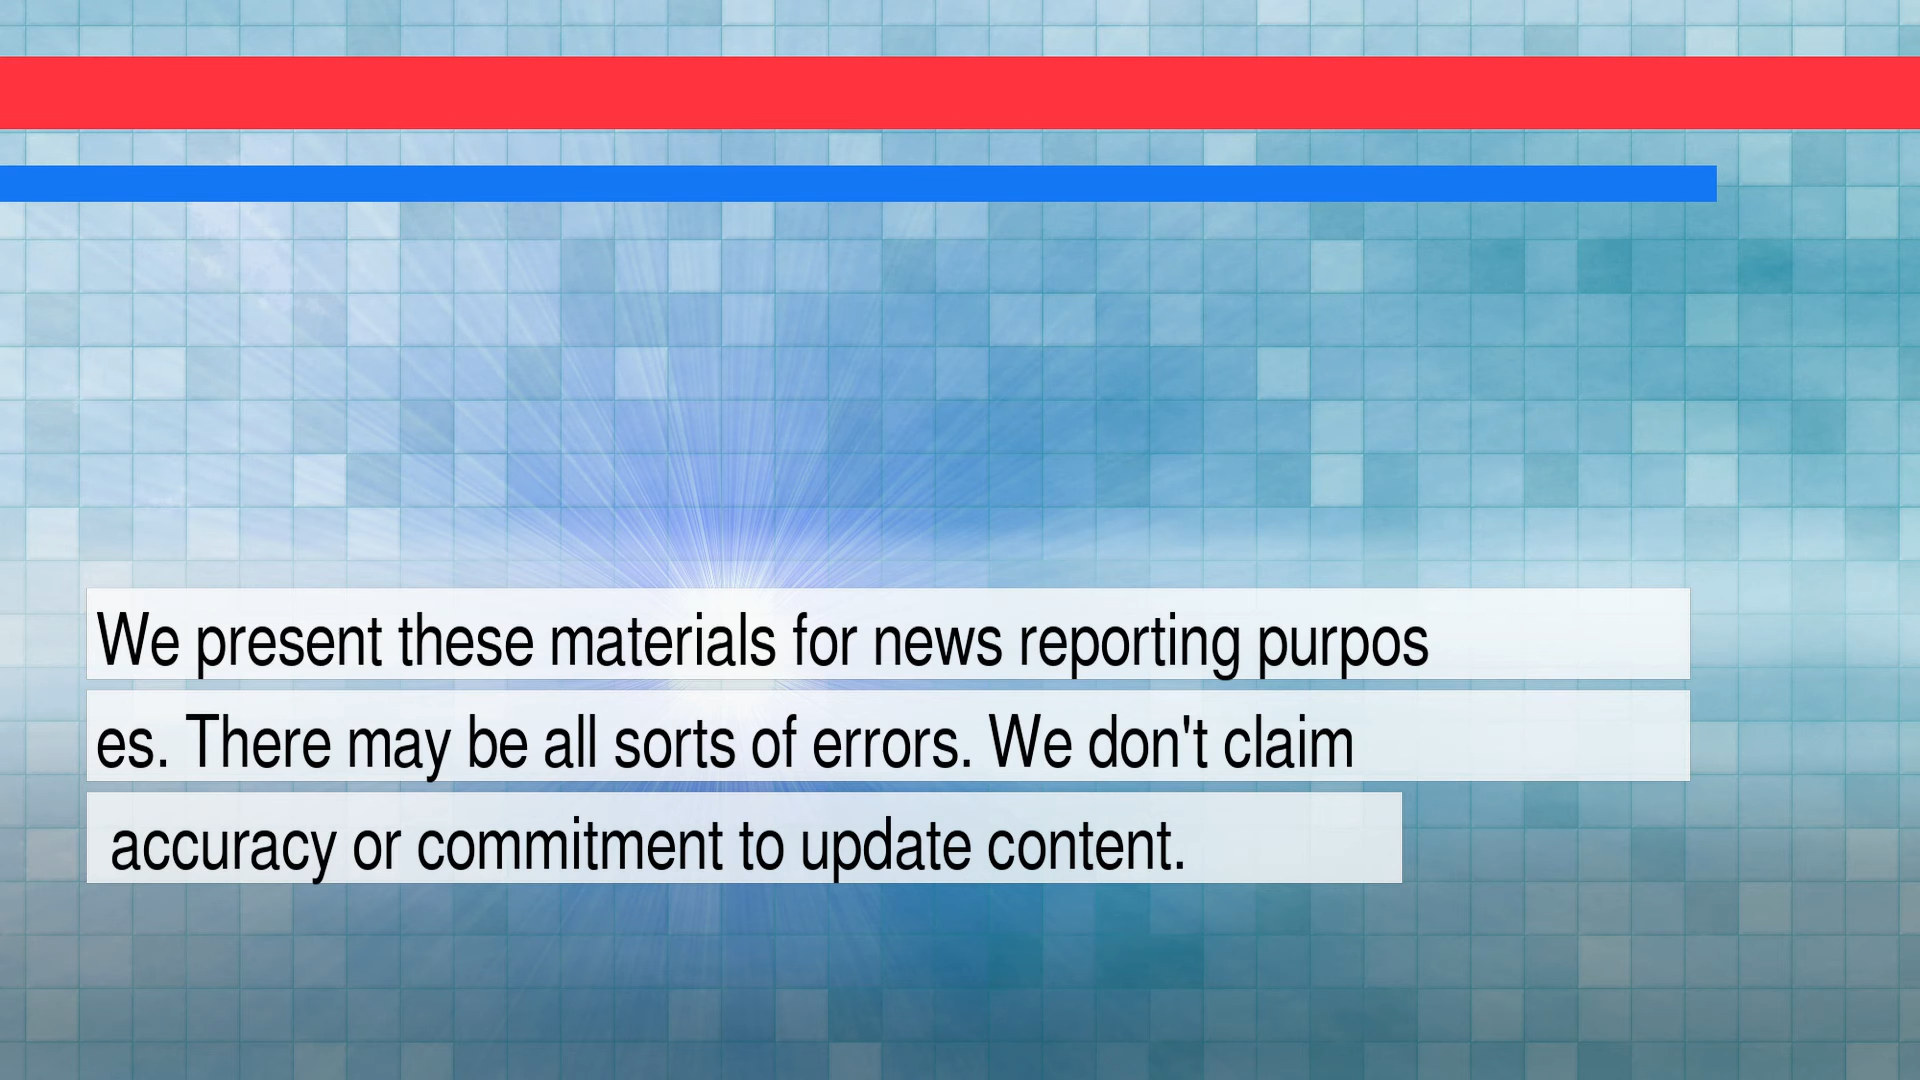 We present these materials for news reporting purpos
es. There may be all sorts of errors. We don't claim
accuracy or commitment to update content.